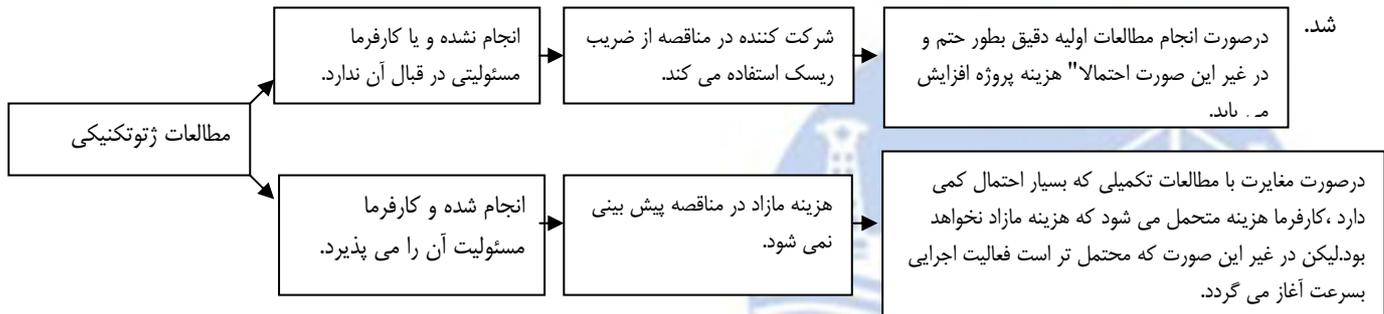 شد.
مطالعات ژتوتکنیکی
انجام نشده و یا کارفرما
مسئولیتی در قبال آن ندارد.
شرکت کننده در مناقصه از ضریب
ریسک استفاده می کند.
درصورت انجام مطالعات اولیه دقیق بطور حتم و
در غیر این صورت احتمالا" هزینه پروژه افزایش
می یابد.
انجام شده و کارفرما
مسئولیت آن را می پذیرد.
هزینه مازاد در مناقصه پیش بینی
نمی شود.
درصورت مغایرت با مطالعات تکمیلی که بسیار احتمال کمی
دارد ،کارفرما هزینه متحمل می شود که هزینه مازاد نخواهد
بود.لیکن در غیر این صورت که محتمل تر است فعالیت اجرایی
بسرعت آغاز می گردد.